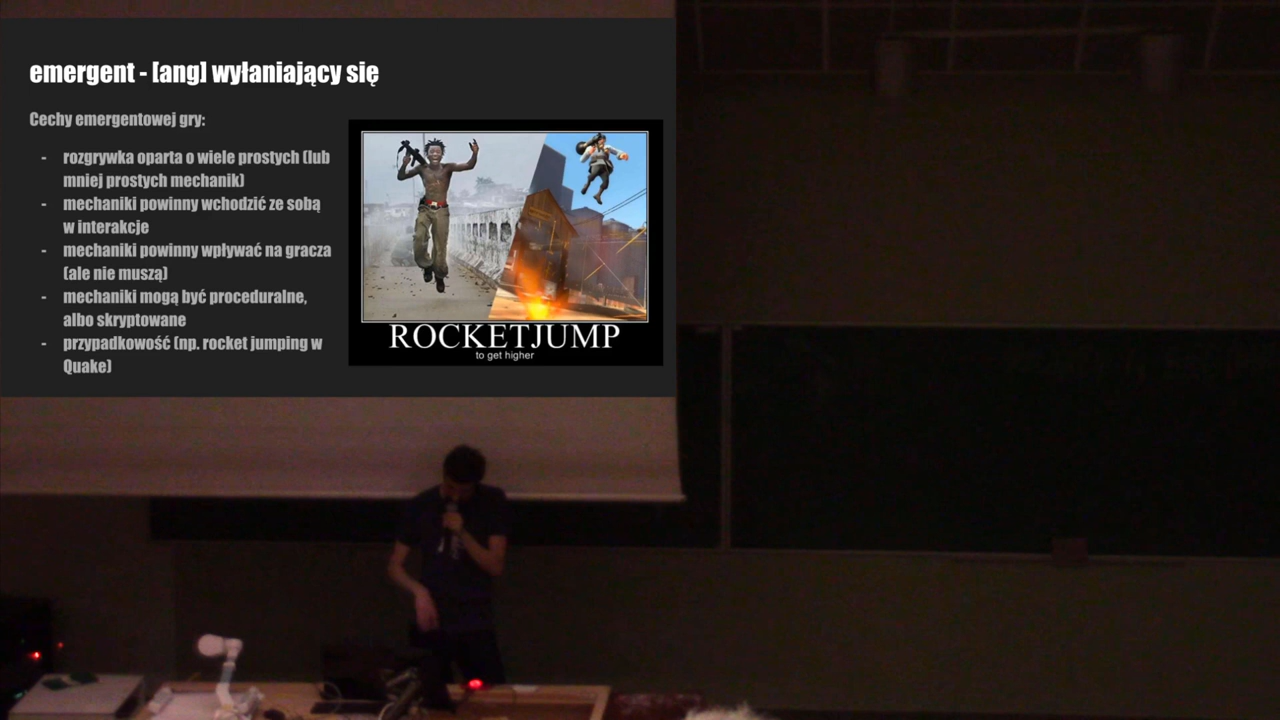 emergent - [ang] wyłaniający się
Cechy emergentowej gry:
- rozgrywka oparta o wiele prostych (lub
mniej prostych mechanik)
- mechaniki powinny wchodzić ze sobą
w interakcje
- mechaniki powinny wpływać na gracza
(ale nie muszą)
- mechaniki mogą być proceduralne,
albo skryptowane
- przypadkowość (np. rocket jumping w
Quake)
ROCKETJUMP
to get higher